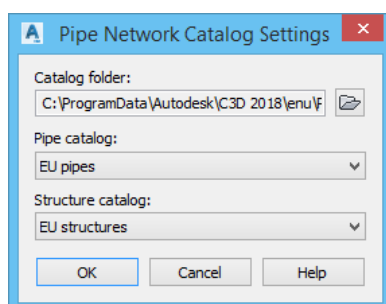 Pipe Network Catalog Settings
Catalog folder:
C:\ProgramData\Autodesk\C3D 2018\enu\F
Pipe catalog:
EU pipes
Structure catalog:
EU structures
OK Cancel Help